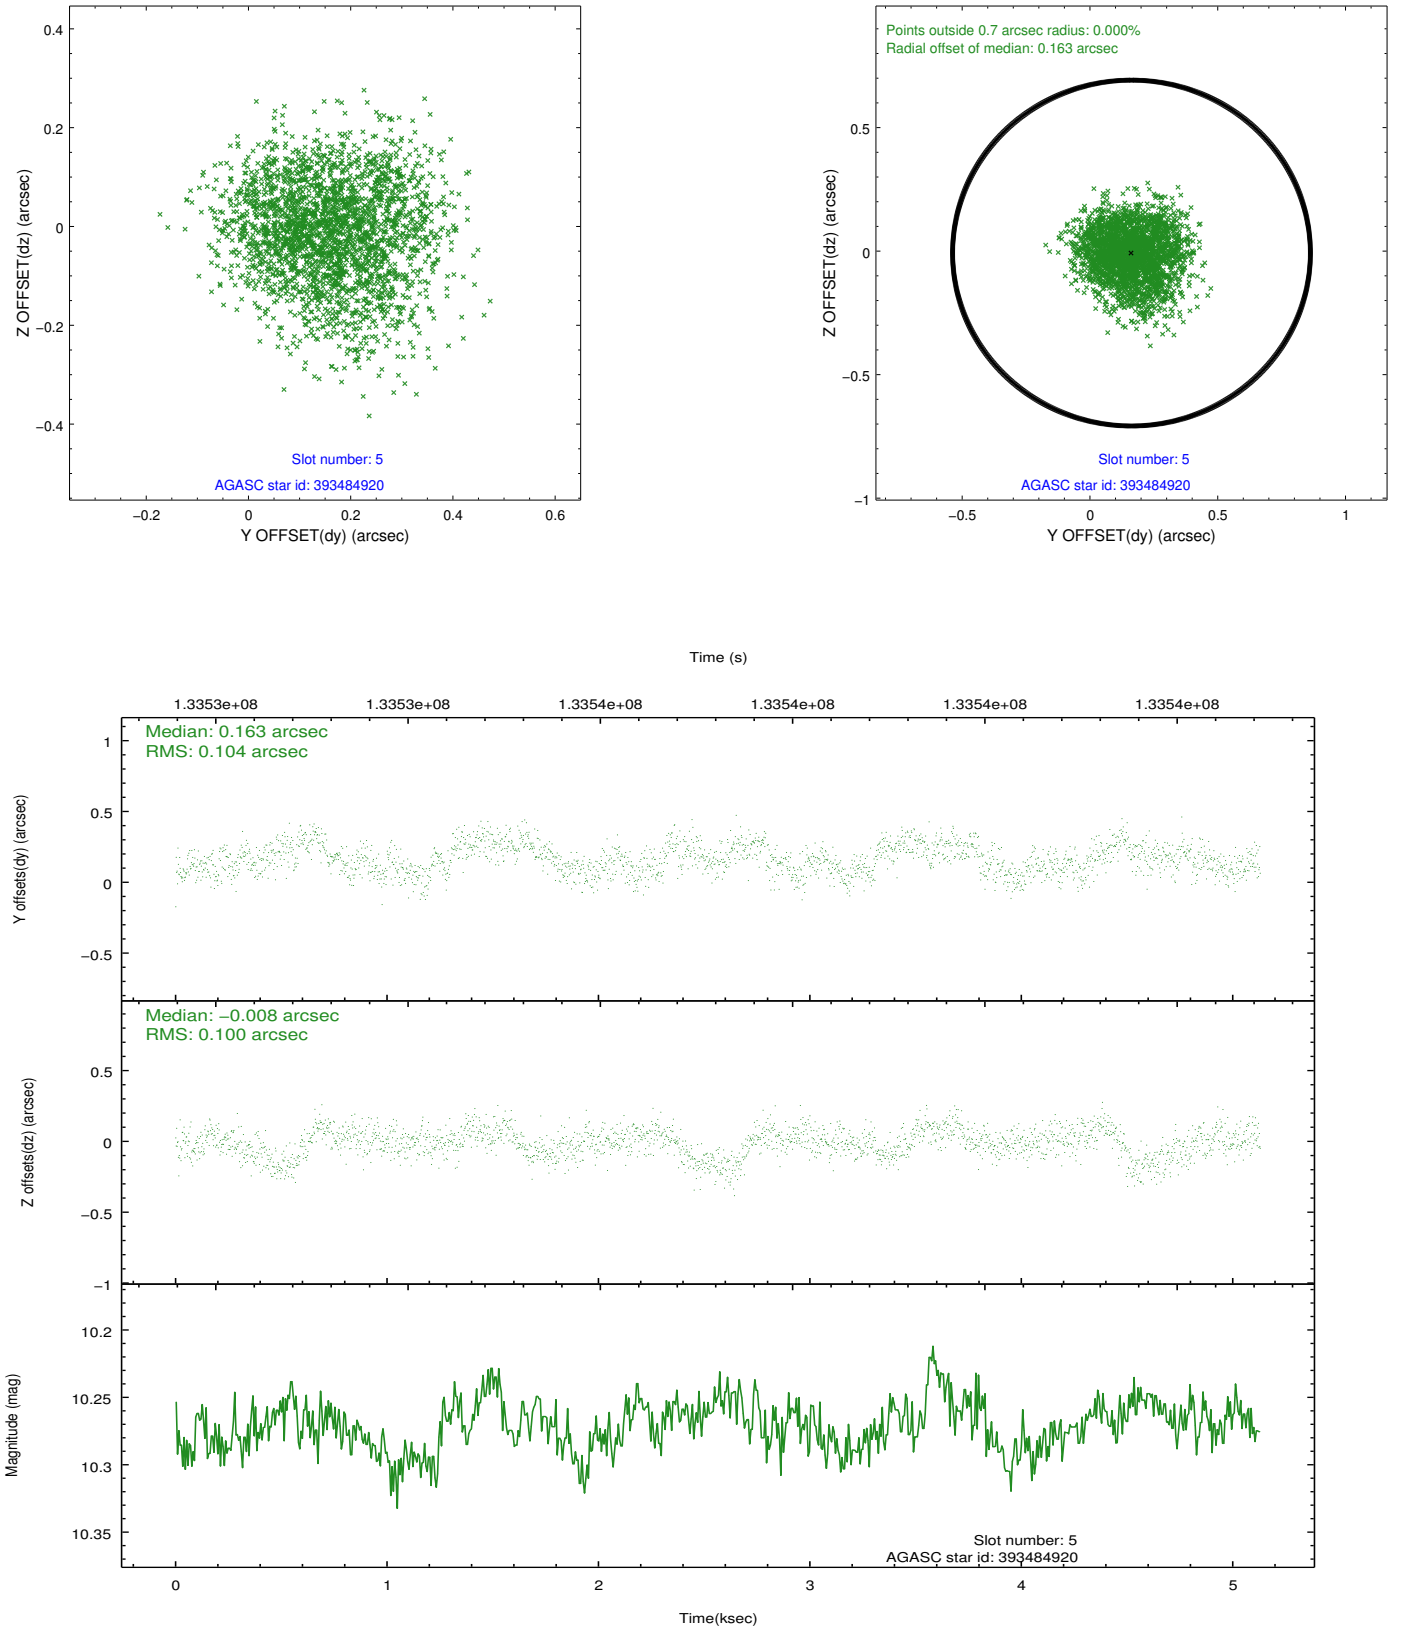 0.4
0.2
0
−0.2
−0.4
Z OFFSET(dz) (arcsec)
Slot number: 5
AGASC star id: 393484920
−0.2 0 0.2 0.4 0.6
Y OFFSET(dy) (arcsec)
Points outside 0.7 arcsec radius: 0.000%
Radial offset of median: 0.163 arcsec
0.5
0
−0.5
−1
Z OFFSET(dz) (arcsec)
Slot number: 5
AGASC star id: 393484920
−0.5 0 0.5 1
Y OFFSET(dy) (arcsec)
Time (s)
1.3353e+08 1.3353e+08 1.3354e+08 1.3354e+08 1.3354e+08 1.3354e+08
Median: 0.163 arcsec
RMS: 0.104 arcsec
1
0.5
0
−0.5
Y offsets(dy) (arcsec)
Median: −0.008 arcsec
RMS: 0.100 arcsec
0.5
0
−0.5
−1
Z offsets(dz) (arcsec)
10.2
10.25
10.3
10.35
Magnitude (mag)
Slot number: 5
AGASC star id: 393484920
0 1 2 3 4 5
Time(ksec)